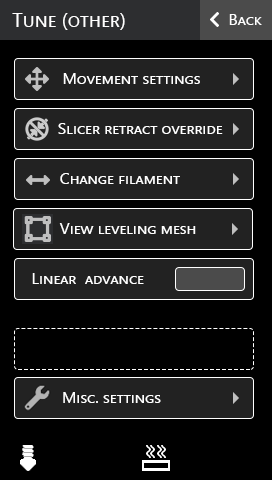 Tune (other)
Back
Movement settings
Slicer retract override
Change filament
View leveling mesh
Linear advance
Misc. settings